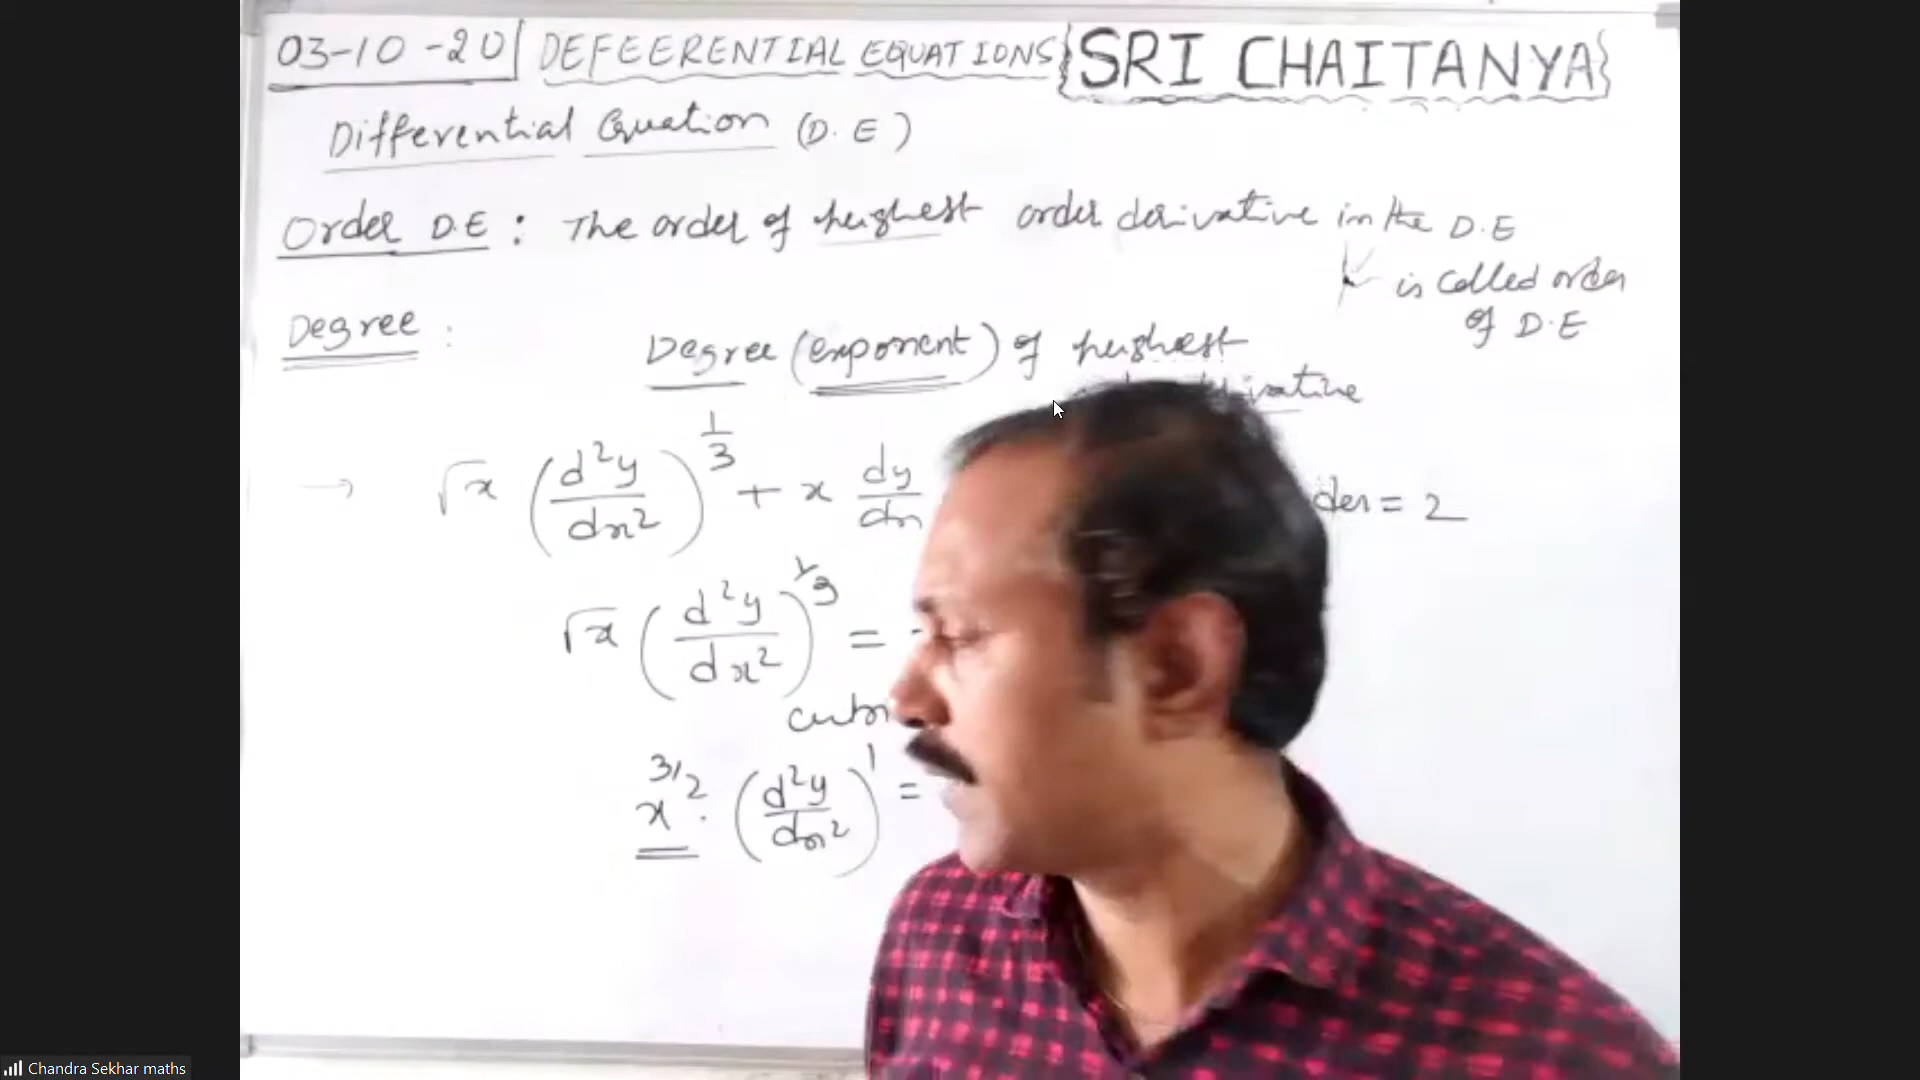 03-10-20 | DEFEERENTIAL EQUATIONS {SRI CHAITANYA}
Differential Equation (D.E)
Order D.E : The order of highest order derivative in the D.E
is called order
of D.E
Degree :
Degree (exponent) of highest
derivative
→ √x (d²y/dx²)^1/3 + x dy/dx
der = 2
√x (d²y/dx²)^1/3 = -
x^3/2 . (d²y/dx²)^1 =
Chandra Sekhar maths